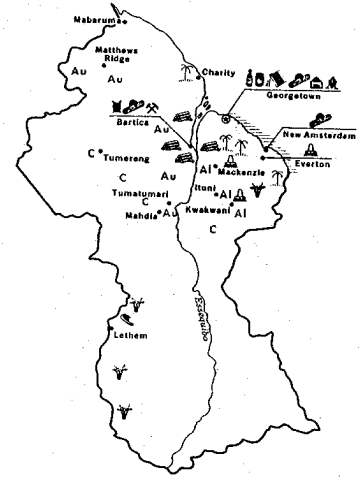 Mabaruma
Matthews
Ridge
Au
Au
Charity
Georgetown
Bartica
Au
New Amsterdam
Everton
C
Tumereng
Au
Al
Mackenzie
C
Ituni
Al
Tumatumari
C
Au
Mahdia
Kwakwani
Al
C
Essequibo
Lethem